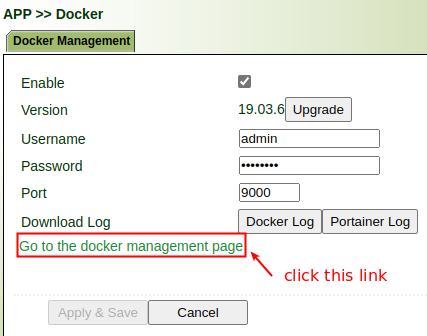 APP >> Docker
Docker Management
Enable
Version 19.03.6 Upgrade
Username admin
Password ••••••••
Port 9000
Download Log Docker Log Portainer Log
Go to the docker management page
click this link
Apply & Save Cancel